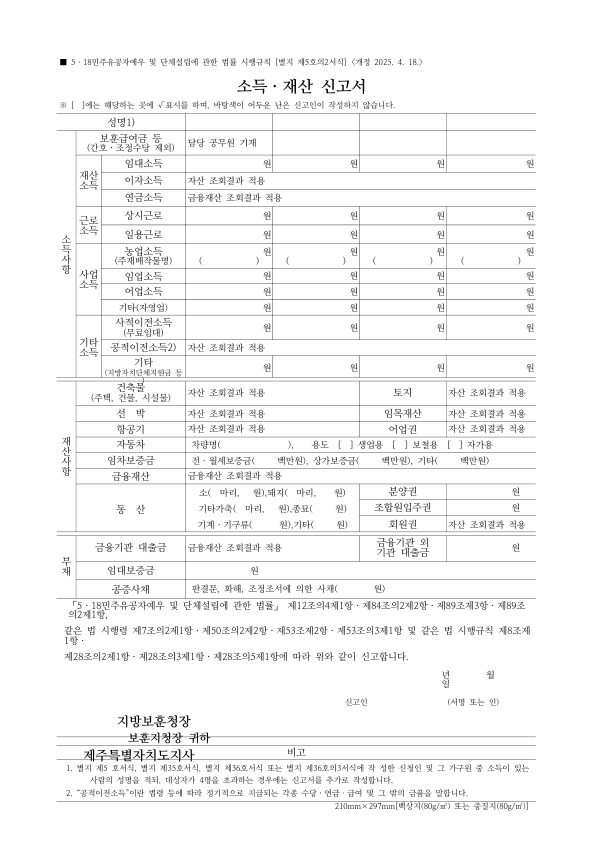 ■ 5ㆍ18민주유공자예우 및 단체설립에 관한 법률 시행규칙 [별지 제5호의2서식] <개정 2025. 4. 18.>
소득ㆍ재산 신고서
※ [ ]에는 해당하는 곳에 √표시를 하며, 바탕색이 어두운 난은 신고인이 작성하지 않습니다.
성명1)
소득사항
보훈급여금 등
(간호ㆍ조정수당 제외)
담당 공무원 기재
재산
소득
임대소득 원 원 원 원
이자소득 자산 조회결과 적용
연금소득 금융재산 조회결과 적용
근로
소득
상시근로 원 원 원 원
일용근로 원 원 원 원
사업
소득
농업소득 원 원 원 원
(주재배작물명) ( ) ( ) ( ) ( )
임업소득 원 원 원 원
어업소득 원 원 원 원
기타(자영업) 원 원 원 원
기타
소득
사적이전소득
(무료임대)
원 원 원 원
공적이전소득2) 자산 조회결과 적용
기타
(지방자치단체지원금 등
)
원 원 원 원
재산사항
건축물
(주택, 건물, 시설물)
자산 조회결과 적용 토지 자산 조회결과 적용
선 박 자산 조회결과 적용 임목재산 자산 조회결과 적용
항공기 자산 조회결과 적용 어업권 자산 조회결과 적용
자동차 차량명( ), 용도 [ ] 생업용 [ ] 보철용 [ ] 자가용
임차보증금 전ㆍ월세보증금( 백만원), 상가보증금( 백만원), 기타( 백만원)
금융재산 금융재산 조회결과 적용
동 산
소( 마리, 원),돼지( 마리, 원) 분양권 원
기타가축( 마리, 원),종묘( 원) 조합원입주권 원
기계ㆍ기구류( 원),기타( 원) 회원권 자산 조회결과 적용
부채
금융기관 대출금 금융재산 조회결과 적용
금융기관 외
기관 대출금
원
임대보증금 원
공증사채 판결문, 화해, 조정조서에 의한 사채( 원)
「5ㆍ18민주유공자예우 및 단체설립에 관한 법률」 제12조의4제1항ㆍ제84조의2제2항ㆍ제89조제3항ㆍ제89조
의2제1항,
같은 법 시행령 제7조의2제1항ㆍ제50조의2제2항ㆍ제53조제2항ㆍ제53조의3제1항 및 같은 법 시행규칙 제8조제
1항ㆍ
제28조의2제1항ㆍ제28조의3제1항ㆍ제28조의5제1항에 따라 위와 같이 신고합니다.
년 월
일
신고인 (서명 또는 인)
지방보훈청장
보훈지청장 귀하
제주특별자치도지사
비고
1. 별지 제5 호서식, 별지 제35호서식, 별지 제36호서식 또는 별지 제36호의3서식에 작 성한 신청인 및 그 가구원 중 소득이 있는
사람의 성명을 적되, 대상자가 4명을 초과하는 경우에는 신고서를 추가로 작성합니다.
2. "공적이전소득"이란 법령 등에 따라 정기적으로 지급되는 각종 수당ㆍ연금ㆍ급여 및 그 밖의 금품을 말합니다.
210mm×297mm[백상지(80g/㎡) 또는 중질지(80g/㎡)]